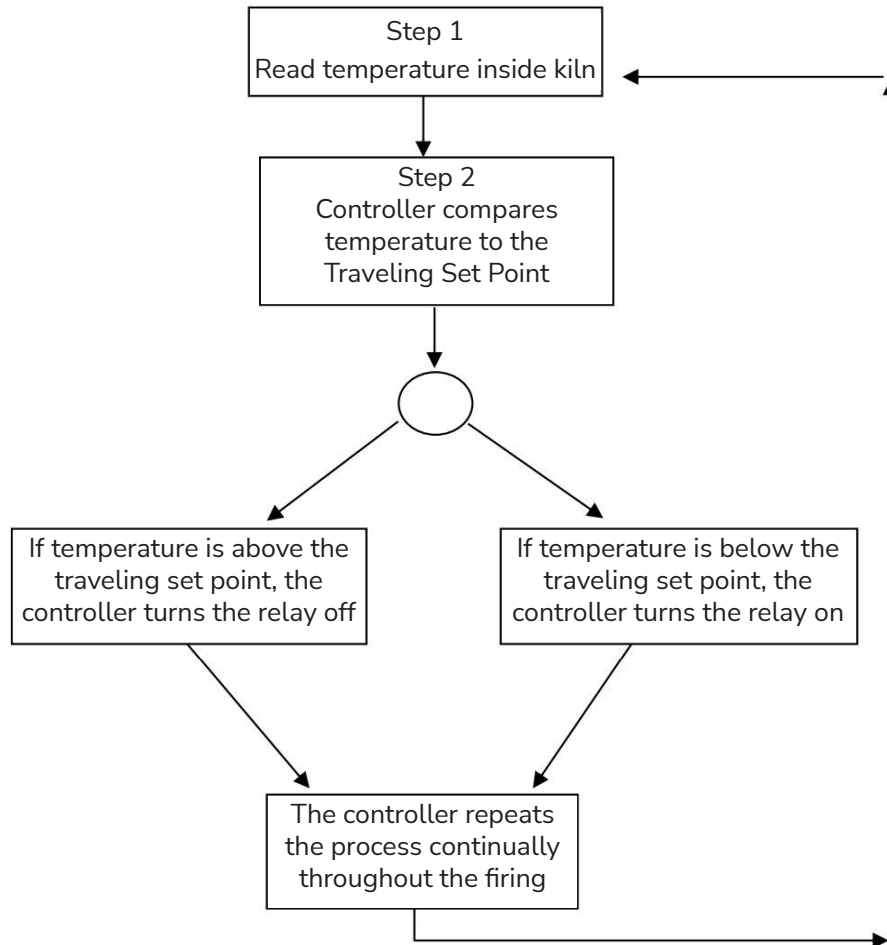 Step 1
Read temperature inside kiln
Step 2
Controller compares
temperature to the
Traveling Set Point
If temperature is above the
traveling set point, the
controller turns the relay off
If temperature is below the
traveling set point, the
controller turns the relay on
The controller repeats
the process continually
throughout the firing